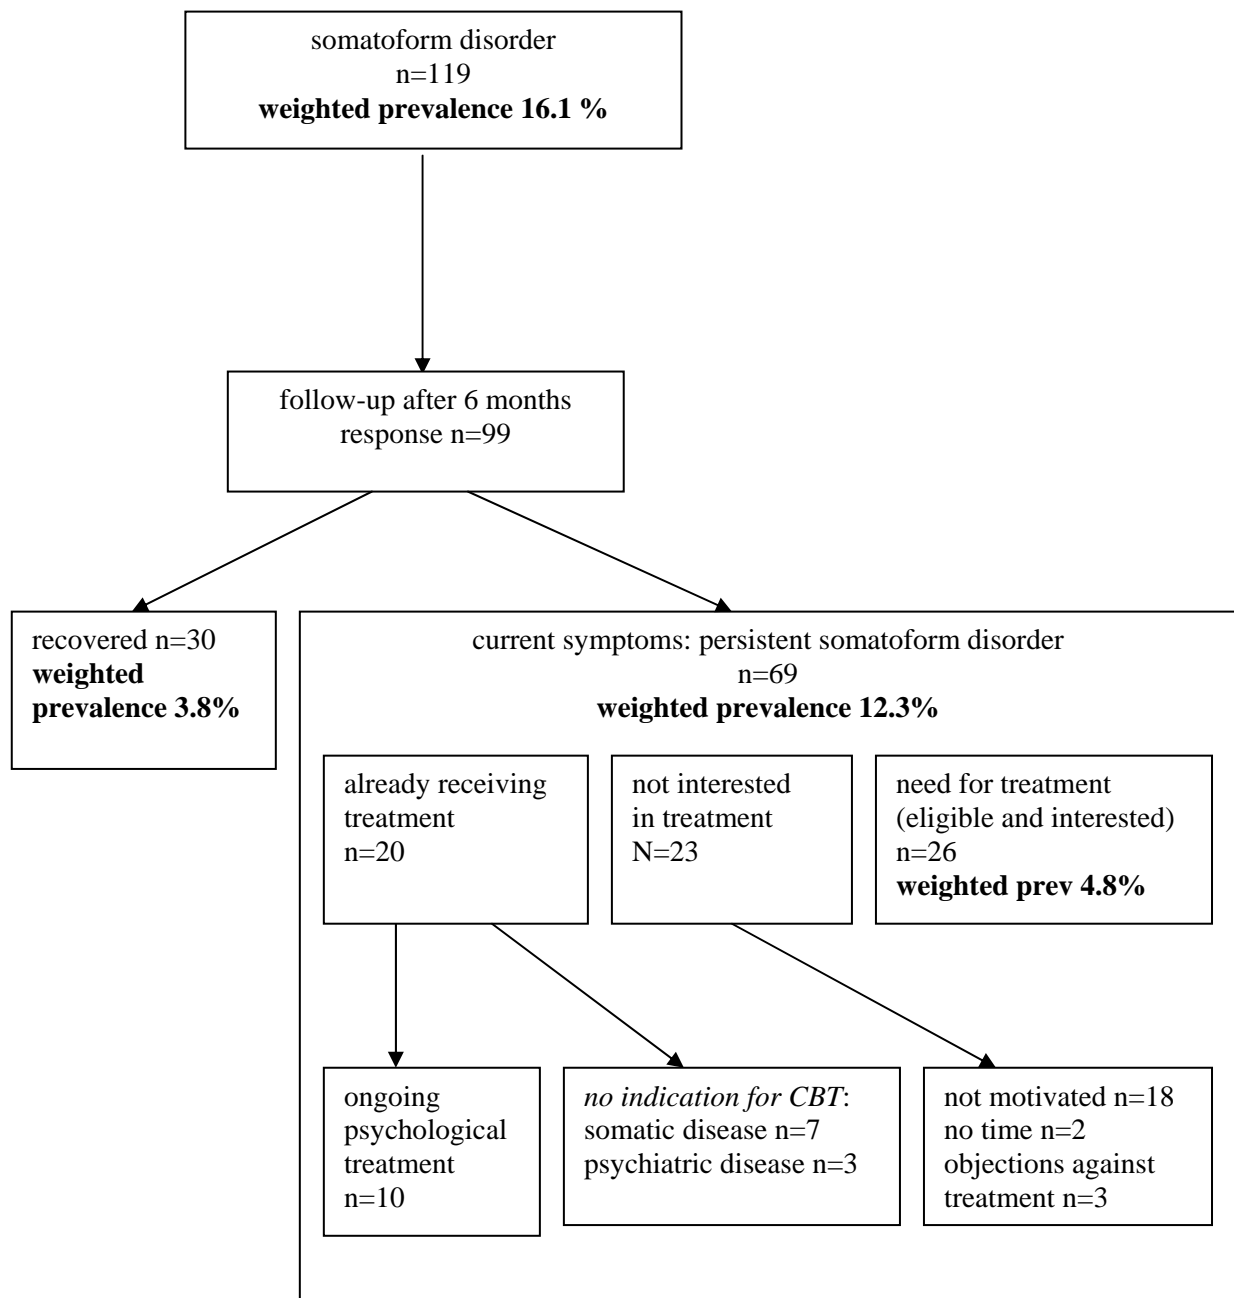 somatoform disorder
n=119
weighted prevalence 16.1 %
follow-up after 6 months
response n=99
recovered n=30
weighted
prevalence 3.8%
current symptoms: persistent somatoform disorder
n=69
weighted prevalence 12.3%
already receiving
treatment
n=20
not interested
in treatment
N=23
need for treatment
(eligible and interested)
n=26
weighted prev 4.8%
ongoing
psychological
treatment
n=10
no indication for CBT:
somatic disease n=7
psychiatric disease n=3
not motivated n=18
no time n=2
objections against
treatment n=3